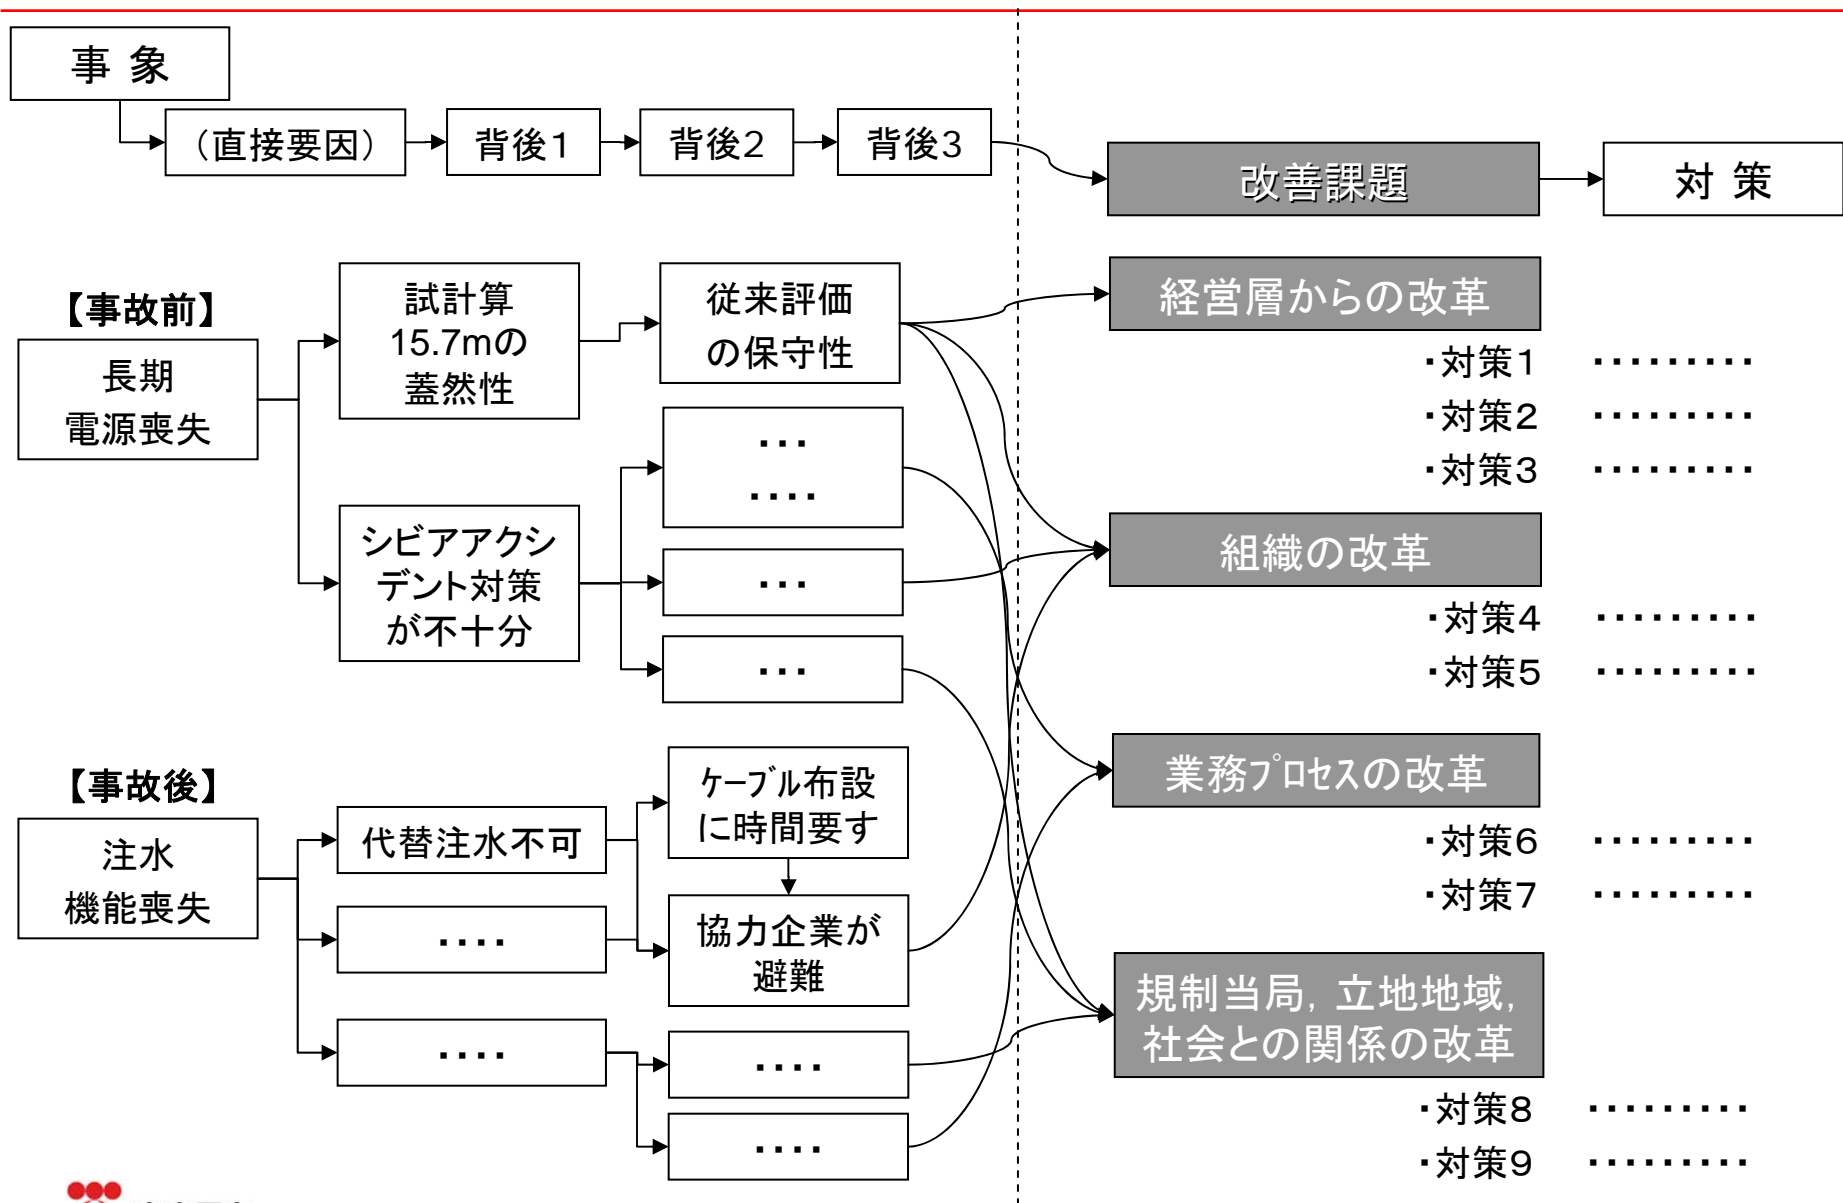 事 象
(直接要因)
背後1
背後2
背後3
改善課題
対 策
【事故前】
長期
電源喪失
試計算
15.7mの
蓋然性
従来評価
の保守性
シビアアクシ
デント対策
が不十分
・・・
・・・・
・・・
・・・
【事故後】
注水
機能喪失
代替注水不可
・・・・
・・・・
ｹｰﾌﾞﾙ布設
に時間要す
協力企業が
避難
・・・・
・・・・
経営層からの改革
・対策1 ・・・・・・・・・
・対策2 ・・・・・・・・・
・対策3 ・・・・・・・・・
組織の改革
・対策4 ・・・・・・・・・
・対策5 ・・・・・・・・・
業務ﾌﾟﾛｾｽの改革
・対策6 ・・・・・・・・・
・対策7 ・・・・・・・・・
規制当局，立地地域，
社会との関係の改革
・対策8 ・・・・・・・・・
・対策9 ・・・・・・・・・